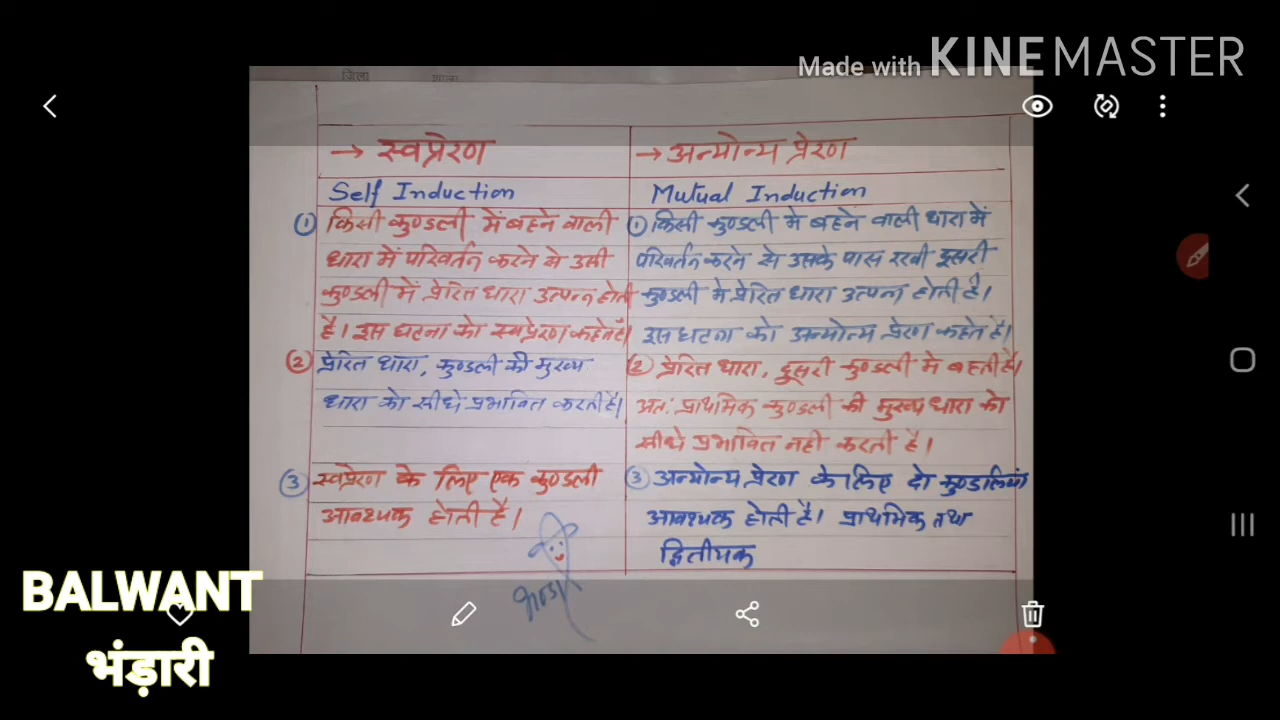 Made with KINEMASTER
जिला
→ स्वप्रेरण
Self Induction
① किसी कुण्डली में बहने वाली
धारा में परिवर्तन करने से उसी
कुण्डली में प्रेरित धारा उत्पन्न होती
है। इस घटना को स्वप्रेरण कहते हैं।
② प्रेरित धारा, कुण्डली की मुख्य
धारा को सीधे प्रभावित करती है।
③ स्वप्रेरण के लिए एक कुण्डली
आवश्यक होती है।
→ अन्योन्य प्रेरण
Mutual Induction
① किसी कुण्डली मे बहने वाली धारा में
परिवर्तन करने से उसके पास रखी दूसरी
कुण्डली मे प्रेरित धारा उत्पन्न होती है।
इस घटना को अन्योन्य प्रेरण कहते है।
② प्रेरित धारा, दूसरी कुण्डली मे बहती है।
अतः प्राथमिक कुण्डली की मुख्य धारा को
सीधे प्रभावित नही करती है।
③ अन्योन्य प्रेरण के लिए दो कुण्डलियां
आवश्यक होती है। प्राथमिक तथा
द्वितीयक
BALWANT
भंड़ारी